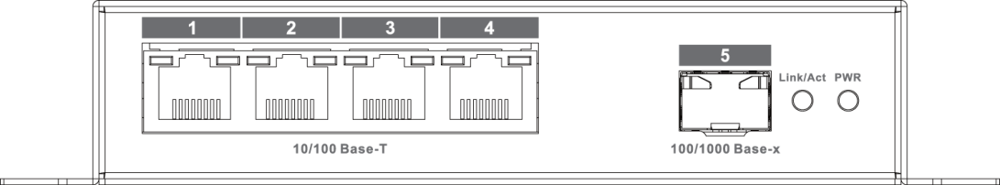 1 2 3 4
5
Link/Act PWR
10/100 Base-T
100/1000 Base-x